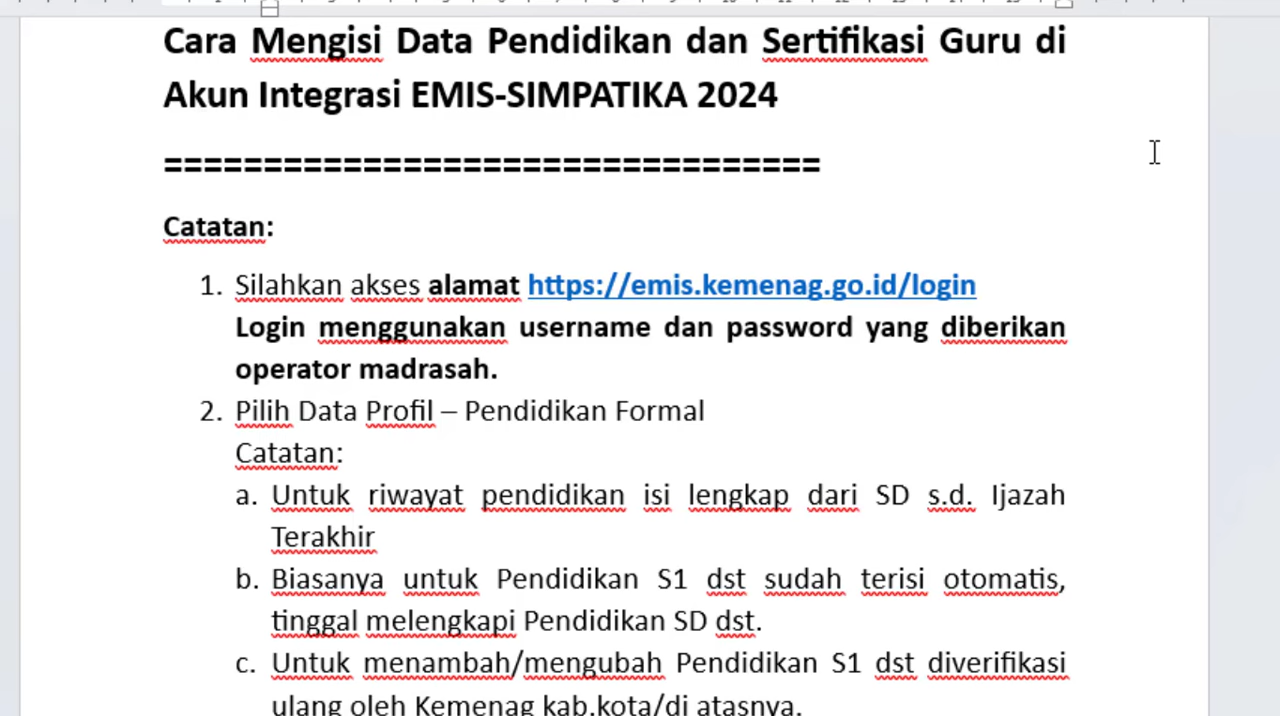 Cara Mengisi Data Pendidikan dan Sertifikasi Guru di
Akun Integrasi EMIS-SIMPATIKA 2024
=================================
Catatan:
1. Silahkan akses alamat https://emis.kemenag.go.id/login
Login menggunakan username dan password yang diberikan
operator madrasah.
2. Pilih Data Profil – Pendidikan Formal
Catatan:
a. Untuk riwayat pendidikan isi lengkap dari SD s.d. Ijazah
Terakhir
b. Biasanya untuk Pendidikan S1 dst sudah terisi otomatis,
tinggal melengkapi Pendidikan SD dst.
c. Untuk menambah/mengubah Pendidikan S1 dst diverifikasi
ulang oleh Kemenag kab.kota/di atasnya.